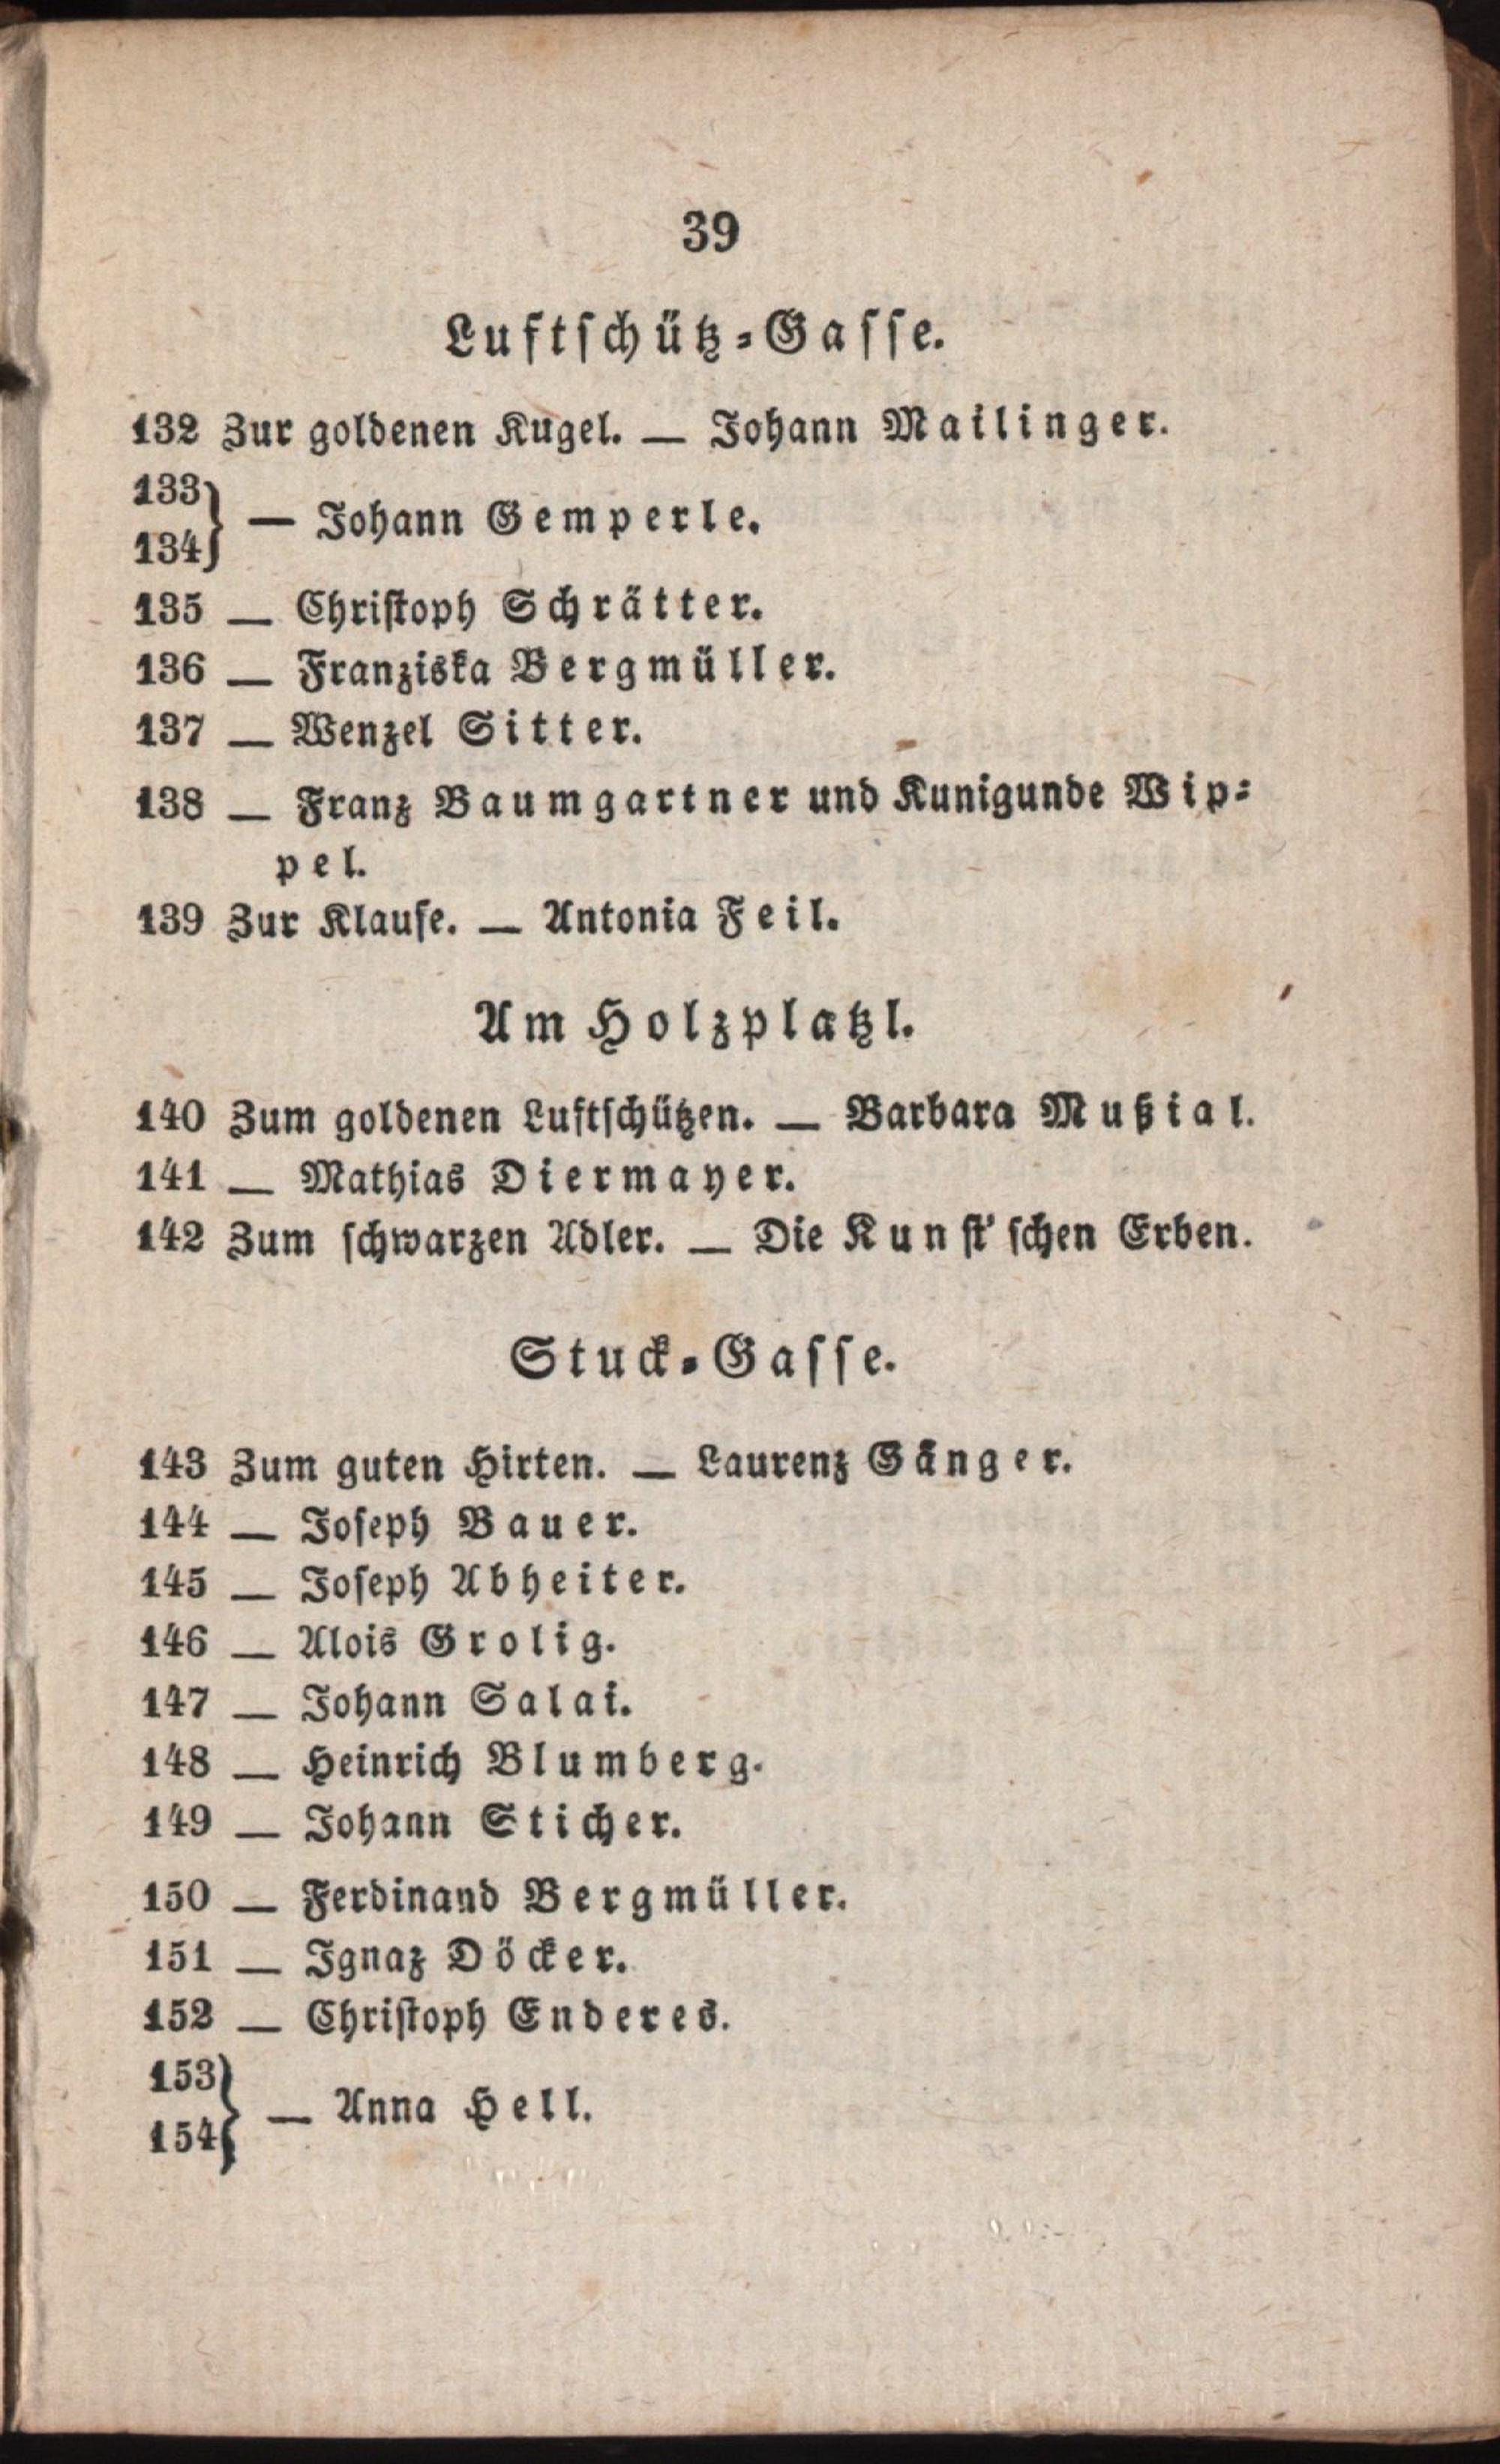 39
Luftschütz-Gasse.
132 Zur goldenen Kugel. — Johann Mailinger.
133
134} — Johann Gemperle.
135 — Christoph Schrätter.
136 — Franziska Bergmüller.
137 — Wenzel Sitter.
138 — Franz Baumgartner und Kunigunde Wip-
pel.
139 Zur Klause. — Antonia Feil.
Am Holzplatzl.
140 Zum goldenen Luftschützen. — Barbara Mußial.
141 — Mathias Diermayer.
142 Zum schwarzen Adler. — Die Kunst'schen Erben.
Stuck-Gasse.
143 Zum guten Hirten. — Laurenz Gänger.
144 — Joseph Bauer.
145 — Joseph Abheiter.
146 — Alois Grolig.
147 — Johann Salai.
148 — Heinrich Blumberg.
149 — Johann Sticher.
150 — Ferdinand Bergmüller.
151 — Ignaz Döcker.
152 — Christoph Enderes.
153
154} — Anna Hell.